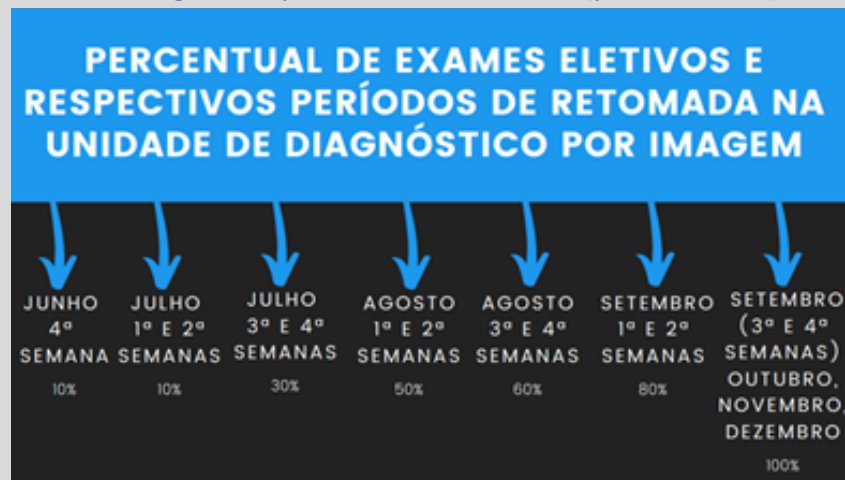 PERCENTUAL DE EXAMES ELETIVOS E
RESPECTIVOS PERÍODOS DE RETOMADA NA
UNIDADE DE DIAGNÓSTICO POR IMAGEM
JUNHO
4ª
SEMANA
10%
JULHO
1ª E 2ª
SEMANAS
10%
JULHO
3ª E 4ª
SEMANAS
30%
AGOSTO
1ª E 2ª
SEMANAS
50%
AGOSTO
3ª E 4ª
SEMANAS
60%
SETEMBRO
1ª E 2ª
SEMANAS
80%
SETEMBRO
(3ª E 4ª
SEMANAS)
OUTUBRO,
NOVEMBRO,
DEZEMBRO
100%